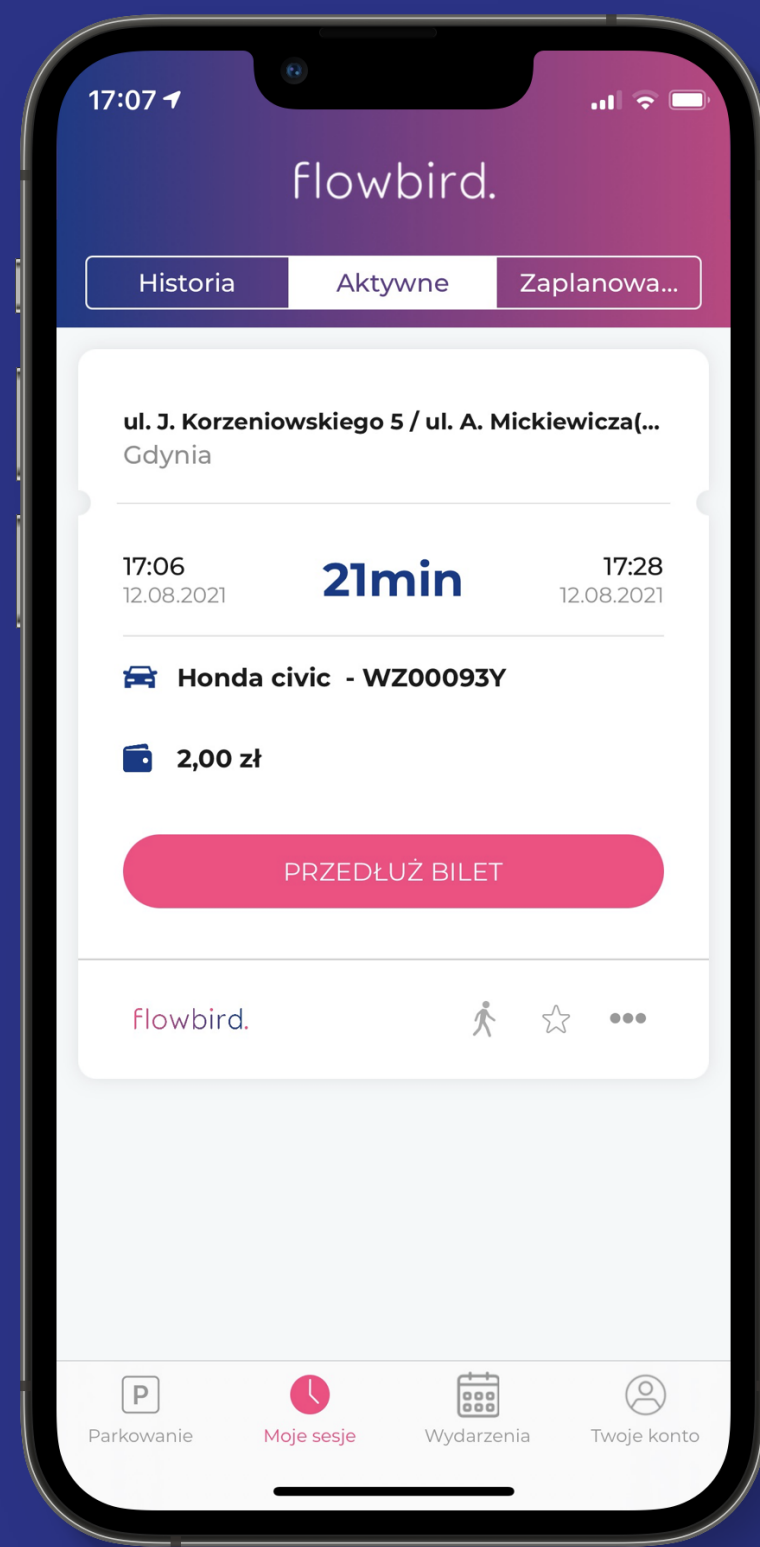 17:07
flowbird.
Historia Aktywne Zaplanowa...
ul. J. Korzeniowskiego 5 / ul. A. Mickiewicza(...
Gdynia
17:06 21min 17:28
12.08.2021 12.08.2021
Honda civic - WZ00093Y
2,00 zł
PRZEDŁUŻ BILET
flowbird.
P
Parkowanie Moje sesje Wydarzenia Twoje konto